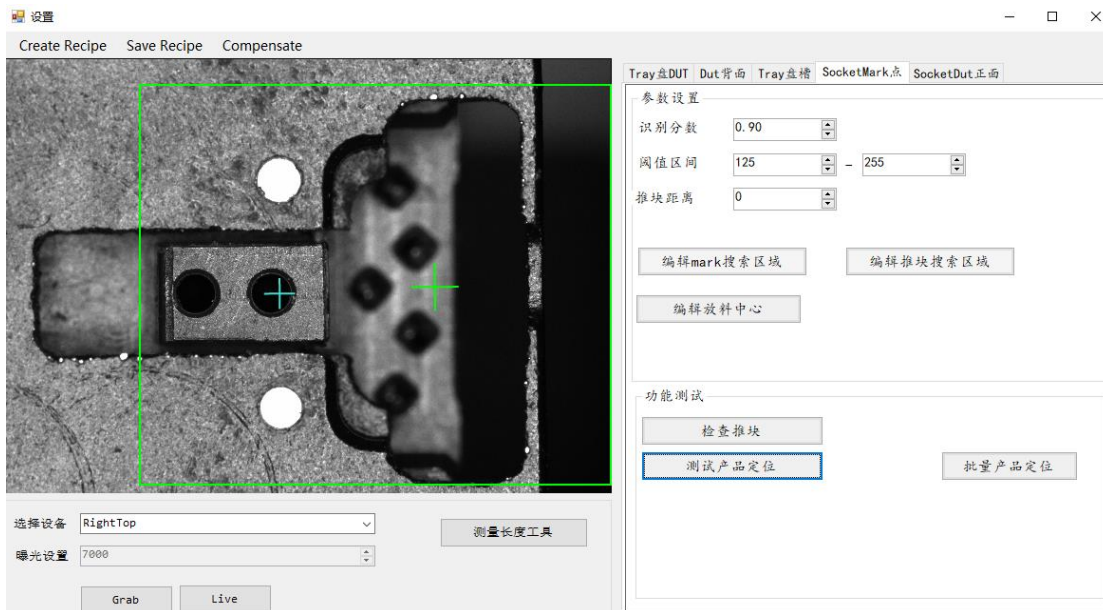 设置
Create Recipe Save Recipe Compensate
Tray盘DUT Dut背面 Tray盘槽 SocketMark点 SocketDut正面
参数设置
识别分数 0.90
阈值区间 125 - 255
推块距离 0
编辑mark搜索区域 编辑推块搜索区域
编辑放料中心
功能测试
检查推块
测试产品定位 批量产品定位
选择设备 RightTop
测量长度工具
曝光设置 7000
Grab Live